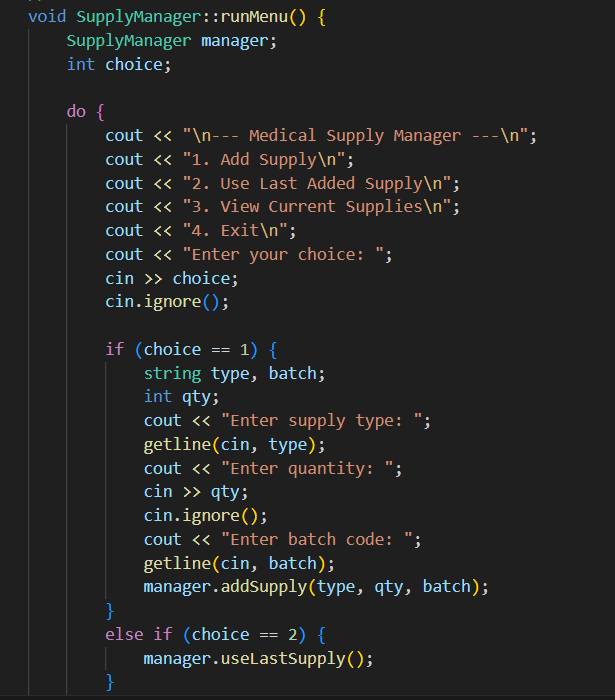 void SupplyManager::runMenu() {
    SupplyManager manager;
    int choice;

    do {
        cout << "\n--- Medical Supply Manager ---\n";
        cout << "1. Add Supply\n";
        cout << "2. Use Last Added Supply\n";
        cout << "3. View Current Supplies\n";
        cout << "4. Exit\n";
        cout << "Enter your choice: ";
        cin >> choice;
        cin.ignore();

        if (choice == 1) {
            string type, batch;
            int qty;
            cout << "Enter supply type: ";
            getline(cin, type);
            cout << "Enter quantity: ";
            cin >> qty;
            cin.ignore();
            cout << "Enter batch code: ";
            getline(cin, batch);
            manager.addSupply(type, qty, batch);
        }
        else if (choice == 2) {
            manager.useLastSupply();
        }